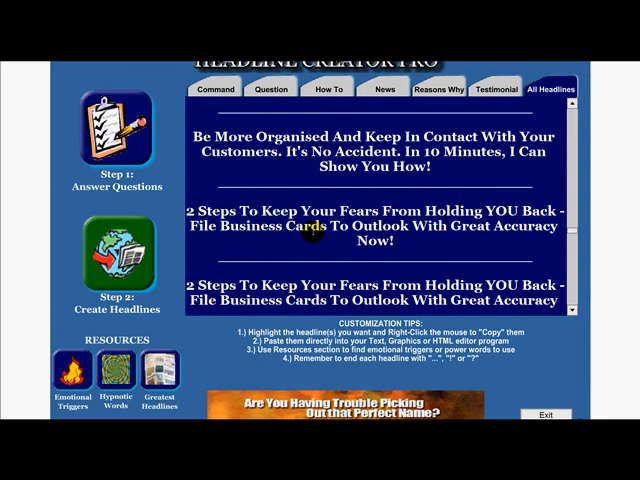 HEADLINE CREATOR PRO
Command
Question
How To
News
Reasons Why
Testimonial
All Headlines
Be More Organised And Keep In Contact With Your
Customers. It's No Accident. In 10 Minutes, I Can
Show You How!
2 Steps To Keep Your Fears From Holding YOU Back -
File Business Cards To Outlook With Great Accuracy
Now!
2 Steps To Keep Your Fears From Holding YOU Back -
File Business Cards To Outlook With Great Accuracy
Step 1:
Answer Questions
Step 2:
Create Headlines
RESOURCES
Emotional
Triggers
Hypnotic
Words
Greatest
Headlines
CUSTOMIZATION TIPS:
1.) Highlight the headline(s) you want and Right-Click the mouse to "Copy" them
2.) Paste them directly into your Text, Graphics or HTML editor program
3.) Use Resources section to find emotional triggers or power words to use
4.) Remember to end each headline with "...", "!" or "?"
Are You Having Trouble Picking
Out that Perfect Name?
Exit